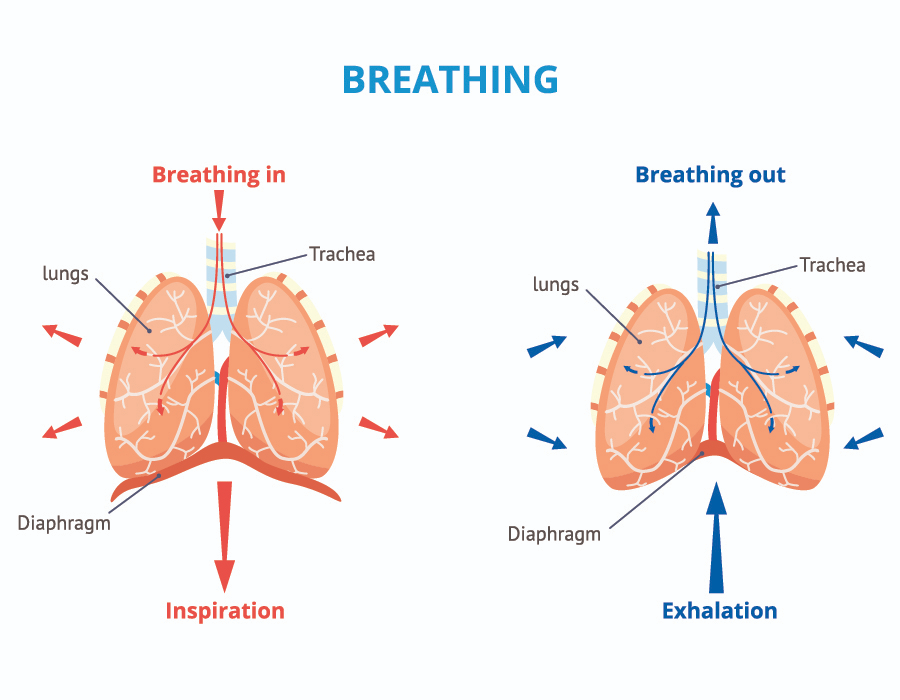 BREATHING
Breathing in
Trachea
lungs
Diaphragm
Inspiration
Breathing out
Trachea
lungs
Diaphragm
Exhalation